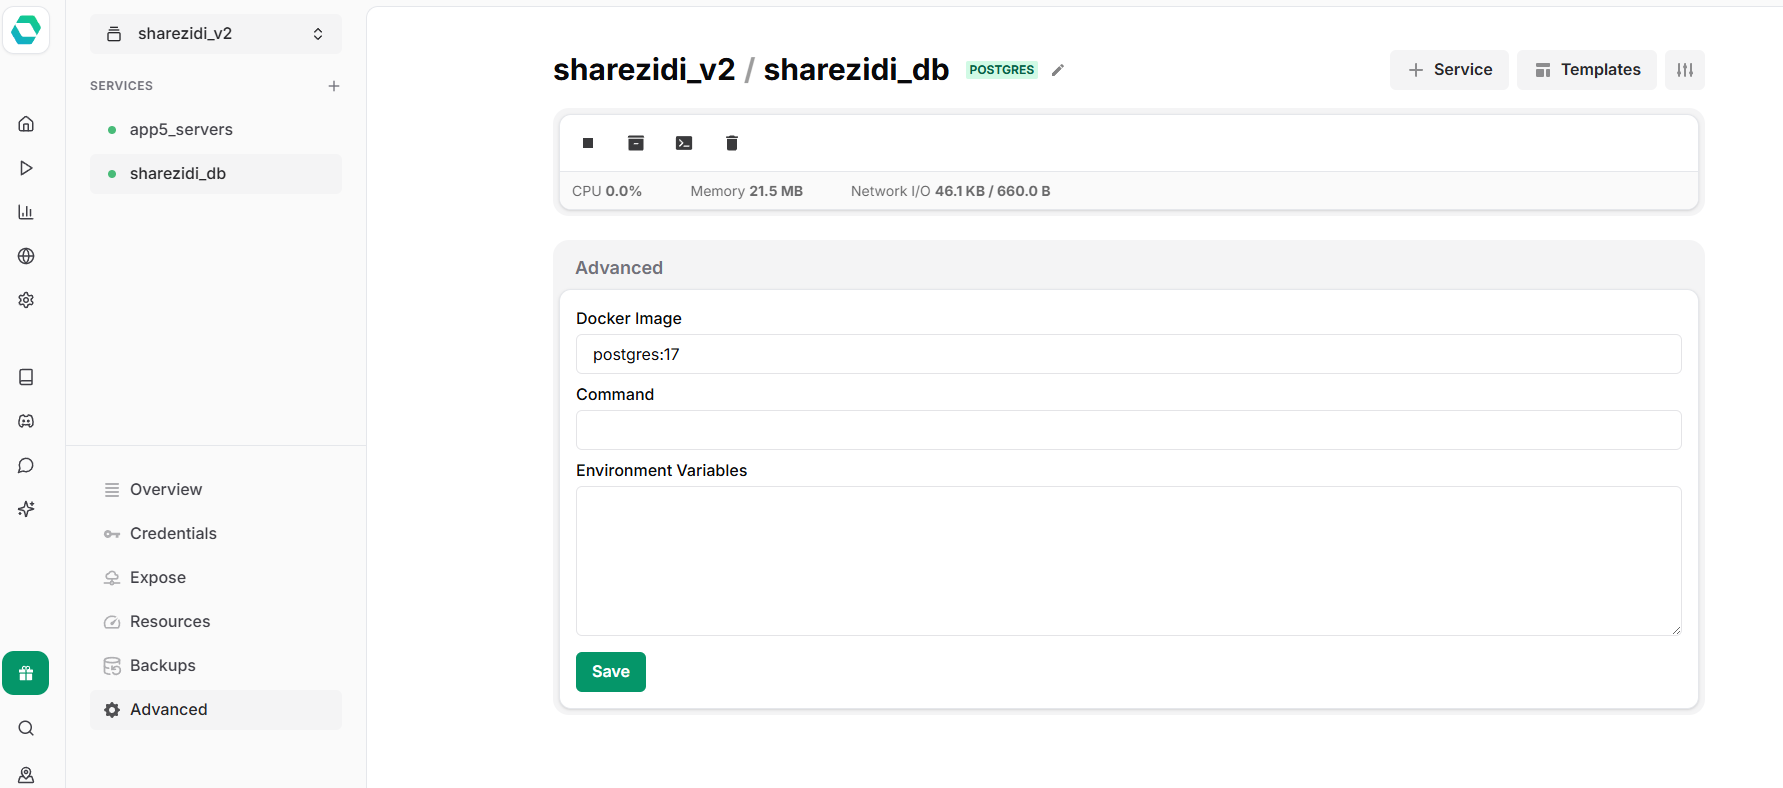 sharezidi_v2
SERVICES
app5_servers
sharezidi_db
Overview
Credentials
Expose
Resources
Backups
Advanced
sharezidi_v2 / sharezidi_db POSTGRES
Service
Templates
CPU 0.0% Memory 21.5 MB Network I/O 46.1 KB / 660.0 B
Advanced
Docker Image
postgres:17
Command
Environment Variables
Save